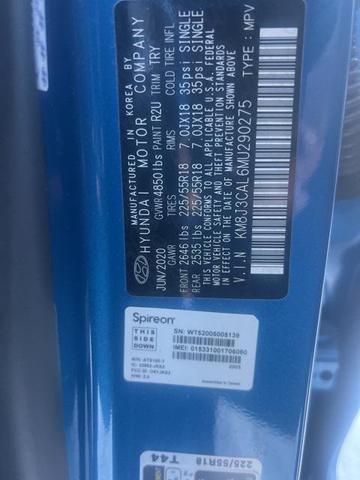 MANUFACTURED IN KOREA BY
HYUNDAI MOTOR COMPANY
JUN/2020 GVWR 4850 lbs PAINT R2U TRIM TRY
GAWR TIRES RIMS COLD TIRE INFL.
FRONT 2646 lbs 225/55R18 7.0JX18 35psi SINGLE
REAR 2535 lbs 225/55R18 7.0JX18 35psi SINGLE
THIS VEHICLE CONFORMS TO ALL APPLICABLE U.S.A. FEDERAL
MOTOR VEHICLE SAFETY, BUMPER, AND THEFT PREVENTION STANDARDS
IN EFFECT ON THE DATE OF MANUFACTURE SHOWN ABOVE.
V.I.N KM8J3CAL6MU290275 TYPE: MPV
Spireon
THIS
SIDE
DOWN
SN: WT52005008139
IMEI: 015331001706060
225/55R18
T44